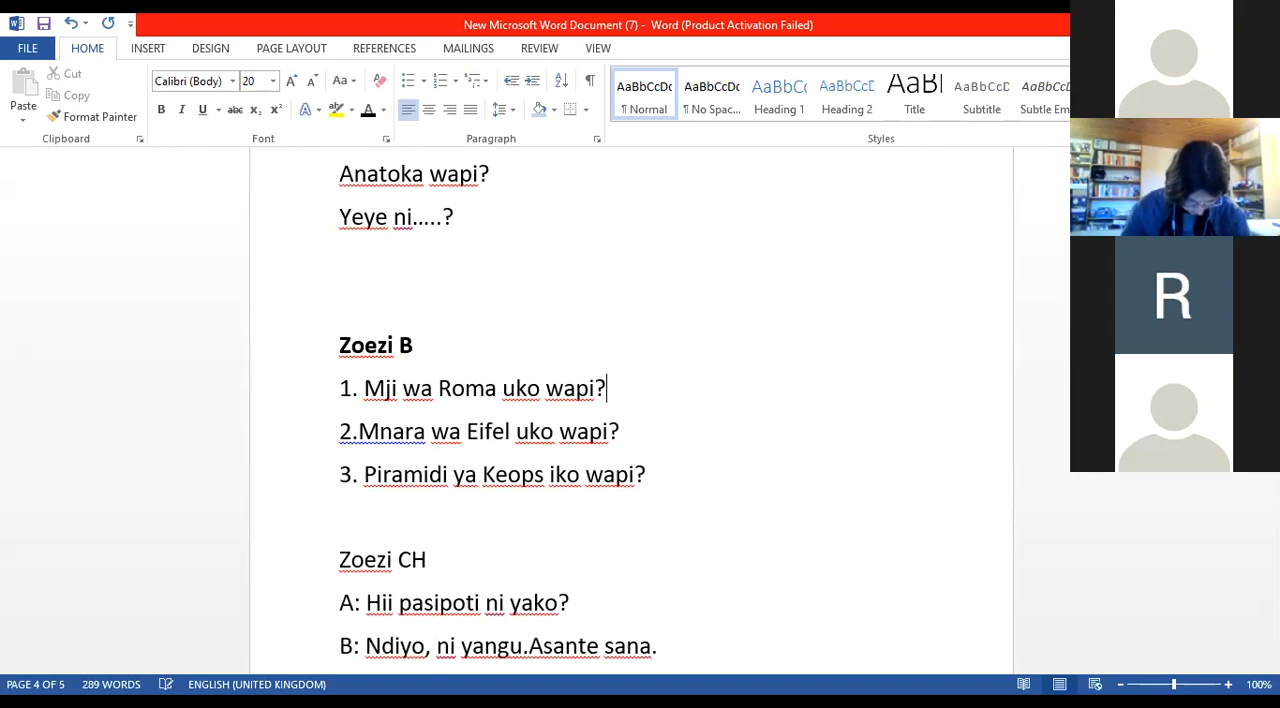 New Microsoft Word Document (7) - Word (Product Activation Failed)
FILE HOME INSERT DESIGN PAGE LAYOUT REFERENCES MAILINGS REVIEW VIEW
Cut
Copy
Paste
Format Painter
Clipboard
Calibri (Body) 20
Font
Paragraph
AaBbCcDc AaBbCcDc AaBbCc AaBbCcDc AaBl AaBbCcDc AaBbCcDc
¶ Normal ¶ No Spac... Heading 1 Heading 2 Title Subtitle Subtle Em
Styles
Anatoka wapi?
Yeye ni.....?
Zoezi B
1. Mji wa Roma uko wapi?
2.Mnara wa Eifel uko wapi?
3. Piramidi ya Keops iko wapi?
Zoezi CH
A: Hii pasipoti ni yako?
B: Ndiyo, ni yangu.Asante sana.
R
PAGE 4 OF 5 289 WORDS ENGLISH (UNITED KINGDOM) 100%